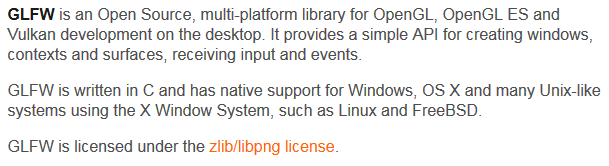 GLFW is an Open Source, multi-platform library for OpenGL, OpenGL ES and
Vulkan development on the desktop. It provides a simple API for creating windows,
contexts and surfaces, receiving input and events.
GLFW is written in C and has native support for Windows, OS X and many Unix-like
systems using the X Window System, such as Linux and FreeBSD.
GLFW is licensed under the zlib/libpng license.